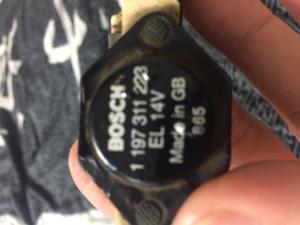 BOSCH
1 197 311 223
EL 14V
Made in GB
865